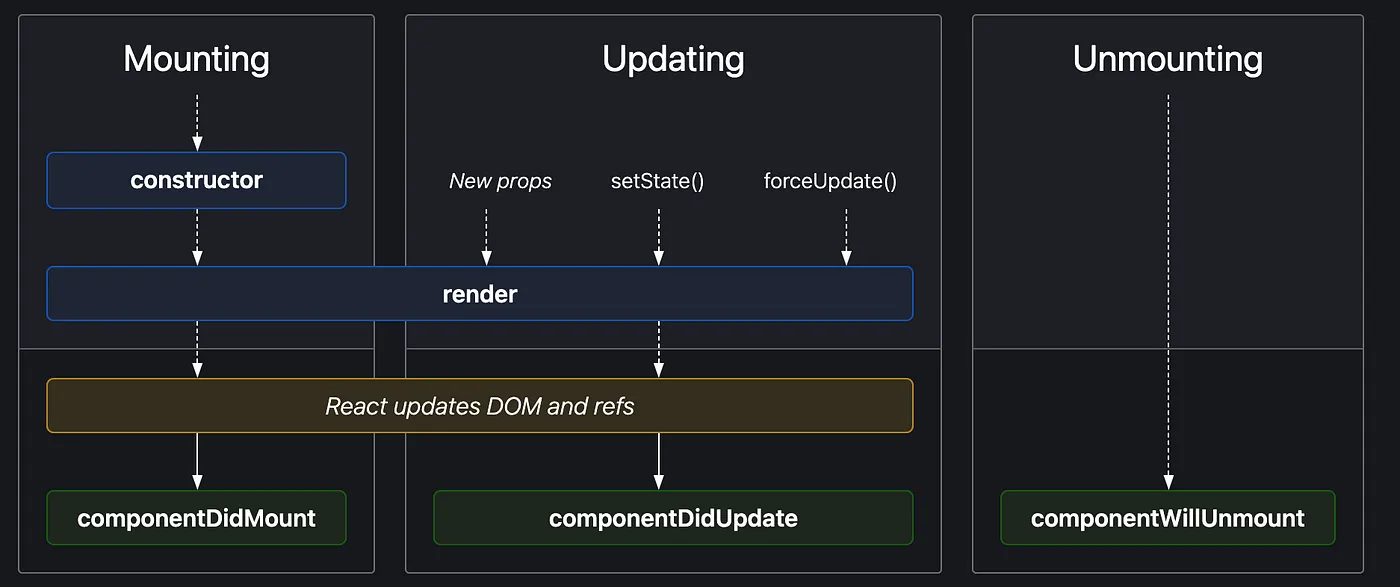 Mounting
Updating
Unmounting
constructor
New props
setState()
forceUpdate()
render
React updates DOM and refs
componentDidMount
componentDidUpdate
componentWillUnmount